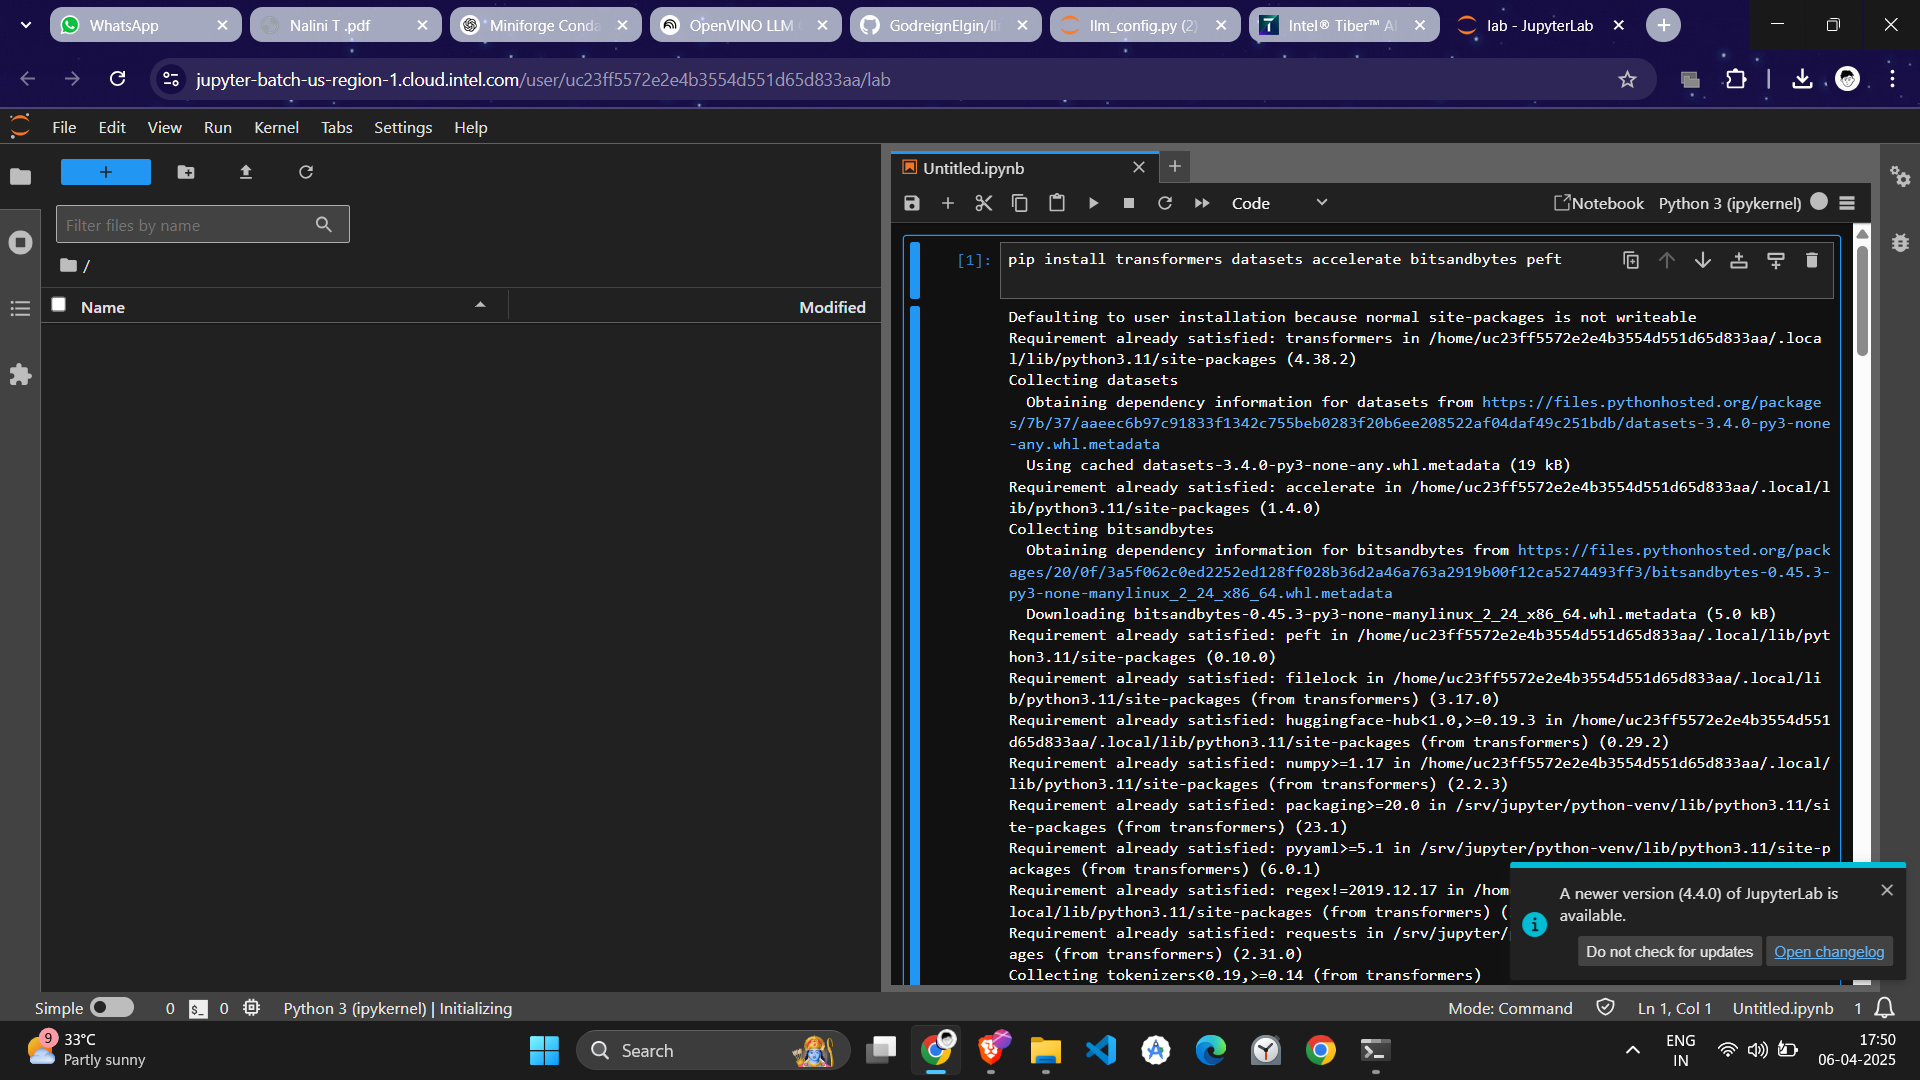 WhatsApp
Nalini T .pdf
Miniforge Conda
OpenVINO LLM
GodreignElgin/ll
llm_config.py (2)
Intel® Tiber™ AI
lab - JupyterLab
jupyter-batch-us-region-1.cloud.intel.com/user/uc23ff5572e2e4b3554d551d65d833aa/lab
File Edit View Run Kernel Tabs Settings Help
Filter files by name
/
Name
Modified
Untitled.ipynb
Code
Notebook
Python 3 (ipykernel)
[1]:
pip install transformers datasets accelerate bitsandbytes peft
Defaulting to user installation because normal site-packages is not writeable
Requirement already satisfied: transformers in /home/uc23ff5572e2e4b3554d551d65d833aa/.loca
l/lib/python3.11/site-packages (4.38.2)
Collecting datasets
Obtaining dependency information for datasets from https://files.pythonhosted.org/package
s/7b/37/aaeec6b97c91833f1342c755beb0283f20b6ee208522af04daf49c251bdb/datasets-3.4.0-py3-none
-any.whl.metadata
Using cached datasets-3.4.0-py3-none-any.whl.metadata (19 kB)
Requirement already satisfied: accelerate in /home/uc23ff5572e2e4b3554d551d65d833aa/.local/l
ib/python3.11/site-packages (1.4.0)
Collecting bitsandbytes
Obtaining dependency information for bitsandbytes from https://files.pythonhosted.org/pack
ages/20/0f/3a5f062c0ed2252ed128ff028b36d2a46a763a2919b00f12ca5274493ff3/bitsandbytes-0.45.3-
py3-none-manylinux_2_24_x86_64.whl.metadata
Downloading bitsandbytes-0.45.3-py3-none-manylinux_2_24_x86_64.whl.metadata (5.0 kB)
Requirement already satisfied: peft in /home/uc23ff5572e2e4b3554d551d65d833aa/.local/lib/pyt
hon3.11/site-packages (0.10.0)
Requirement already satisfied: filelock in /home/uc23ff5572e2e4b3554d551d65d833aa/.local/li
b/python3.11/site-packages (from transformers) (3.17.0)
Requirement already satisfied: huggingface-hub<1.0,>=0.19.3 in /home/uc23ff5572e2e4b3554d551
d65d833aa/.local/lib/python3.11/site-packages (from transformers) (0.29.2)
Requirement already satisfied: numpy>=1.17 in /home/uc23ff5572e2e4b3554d551d65d833aa/.local/
lib/python3.11/site-packages (from transformers) (2.2.3)
Requirement already satisfied: packaging>=20.0 in /srv/jupyter/python-venv/lib/python3.11/si
te-packages (from transformers) (23.1)
Requirement already satisfied: pyyaml>=5.1 in /srv/jupyter/python-venv/lib/python3.11/site-p
ackages (from transformers) (6.0.1)
Requirement already satisfied: regex!=2019.12.17 in /hom
local/lib/python3.11/site-packages (from transformers) (
Requirement already satisfied: requests in /srv/jupyter/
ages (from transformers) (2.31.0)
Collecting tokenizers<0.19,>=0.14 (from transformers)
A newer version (4.4.0) of JupyterLab is
available.
Do not check for updates
Open changelog
Simple
0
$_
0
Python 3 (ipykernel) | Initializing
Mode: Command
Ln 1, Col 1
Untitled.ipynb
1
9
33°C
Partly sunny
Search
ENG
IN
17:50
06-04-2025